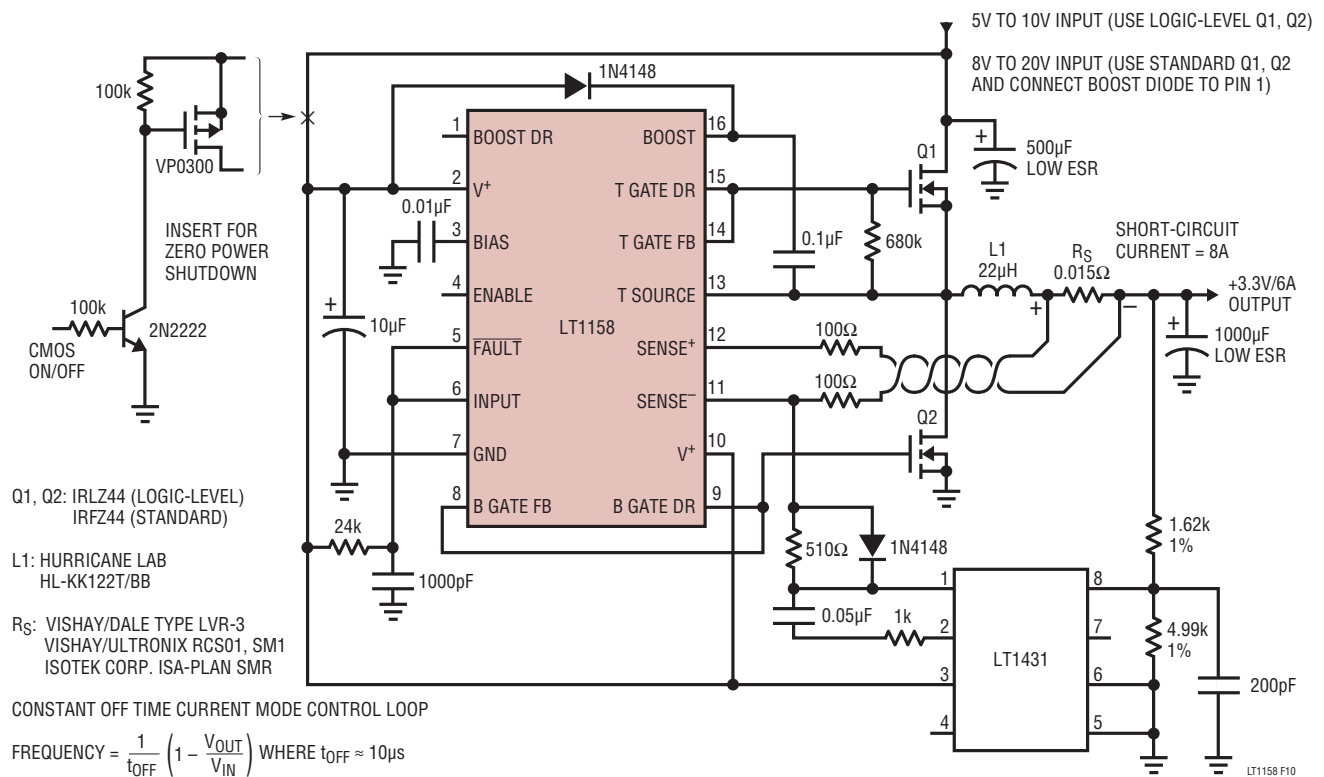 5V TO 10V INPUT (USE LOGIC-LEVEL Q1, Q2)
8V TO 20V INPUT (USE STANDARD Q1, Q2
AND CONNECT BOOST DIODE TO PIN 1)
100k
VP0300
INSERT FOR
ZERO POWER
SHUTDOWN
100k
2N2222
CMOS
ON/OFF
1N4148
1
BOOST DR
2
V+
0.01µF
3
BIAS
4
ENABLE
5
FAULT
6
INPUT
7
GND
8
B GATE FB
LT1158
16
BOOST
15
T GATE DR
14
T GATE FB
13
T SOURCE
12
SENSE+
11
SENSE–
10
V+
9
B GATE DR
+
10µF
24k
1000pF
0.1µF
680k
Q1
+
500µF
LOW ESR
L1
22µH
RS
0.015Ω
SHORT-CIRCUIT
CURRENT = 8A
+3.3V/6A
OUTPUT
+
–
+
1000µF
LOW ESR
100Ω
100Ω
Q2
510Ω
1N4148
0.05µF
1k
1
2
3
4
LT1431
8
7
6
5
1.62k
1%
4.99k
1%
200pF
Q1, Q2: IRLZ44 (LOGIC-LEVEL)
IRFZ44 (STANDARD)
L1: HURRICANE LAB
HL-KK122T/BB
RS: VISHAY/DALE TYPE LVR-3
VISHAY/ULTRONIX RCS01, SM1
ISOTEK CORP. ISA-PLAN SMR
CONSTANT OFF TIME CURRENT MODE CONTROL LOOP
FREQUENCY = 1/tOFF (1 – VOUT/VIN) WHERE tOFF ≈ 10µs
LT1158 F10